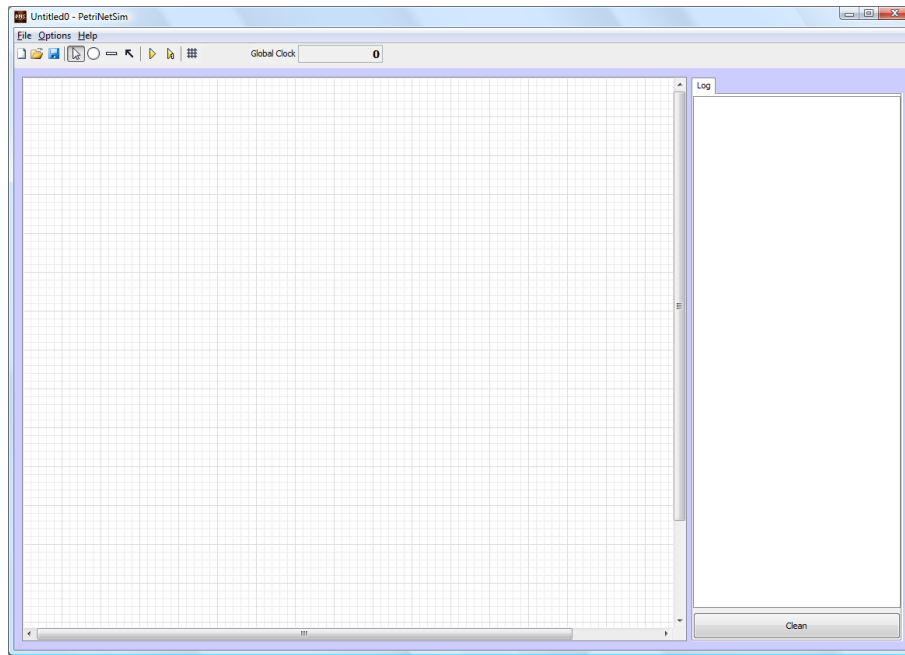 Untitled0 - PetriNetSim
File Options Help
Global Clock 0
Log
Clean